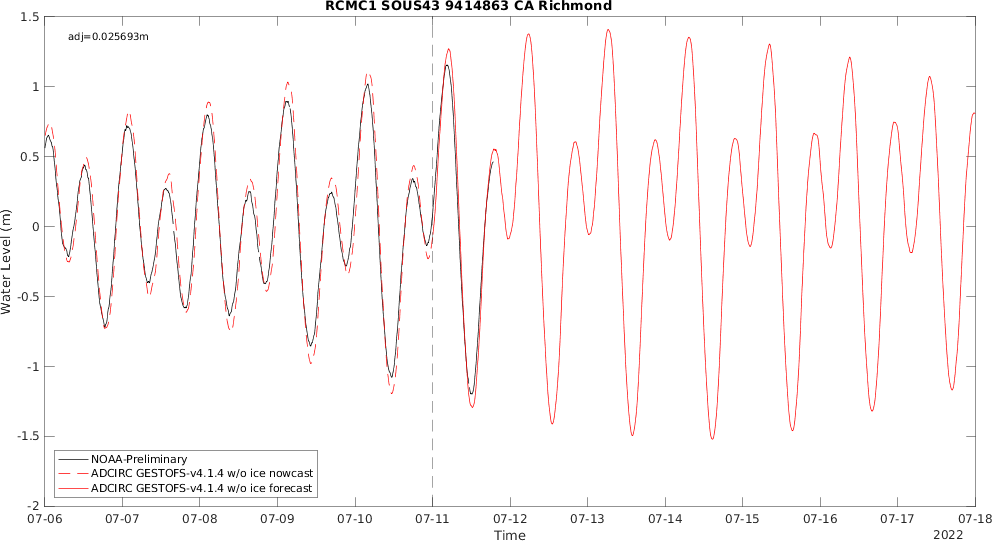 RCMC1 SOUS43 9414863 CA Richmond
adj=0.025693m
1.5
1
0.5
0
-0.5
-1
-1.5
-2
Water Level (m)
NOAA-Preliminary
ADCIRC GESTOFS-v4.1.4 w/o ice nowcast
ADCIRC GESTOFS-v4.1.4 w/o ice forecast
07-06 07-07 07-08 07-09 07-10 07-11 07-12 07-13 07-14 07-15 07-16 07-17 07-18
Time
2022